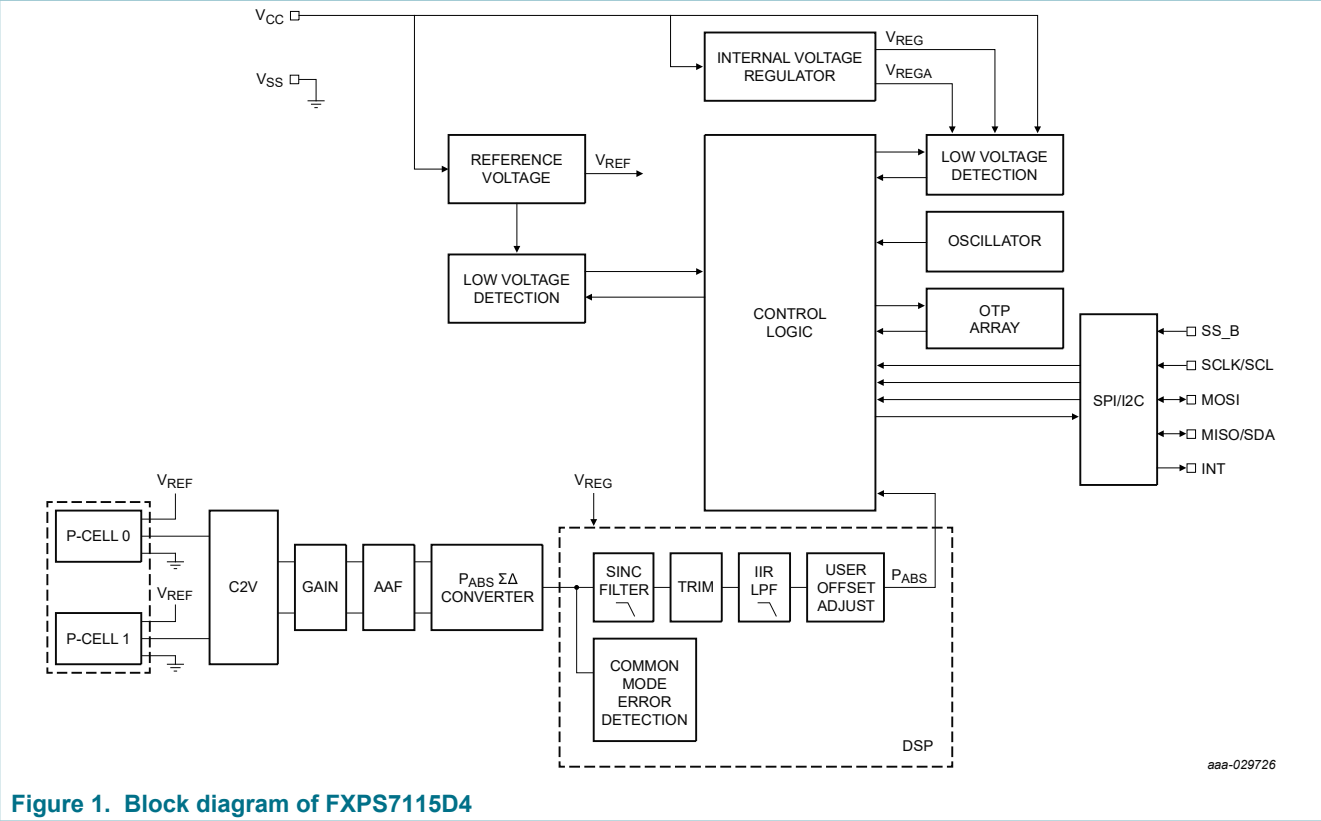 VCC
VSS
INTERNAL VOLTAGE
REGULATOR
VREG
VREGA
REFERENCE
VOLTAGE
VREF
LOW VOLTAGE
DETECTION
LOW VOLTAGE
DETECTION
OSCILLATOR
OTP
ARRAY
CONTROL
LOGIC
SPI/I2C
SS_B
SCLK/SCL
MOSI
MISO/SDA
INT
VREF
P-CELL 0
VREF
P-CELL 1
C2V
GAIN
AAF
PABS ΣΔ
CONVERTER
VREG
SINC
FILTER
TRIM
IIR
LPF
USER
OFFSET
ADJUST
PABS
COMMON
MODE
ERROR
DETECTION
DSP
aaa-029726
Figure 1. Block diagram of FXPS7115D4